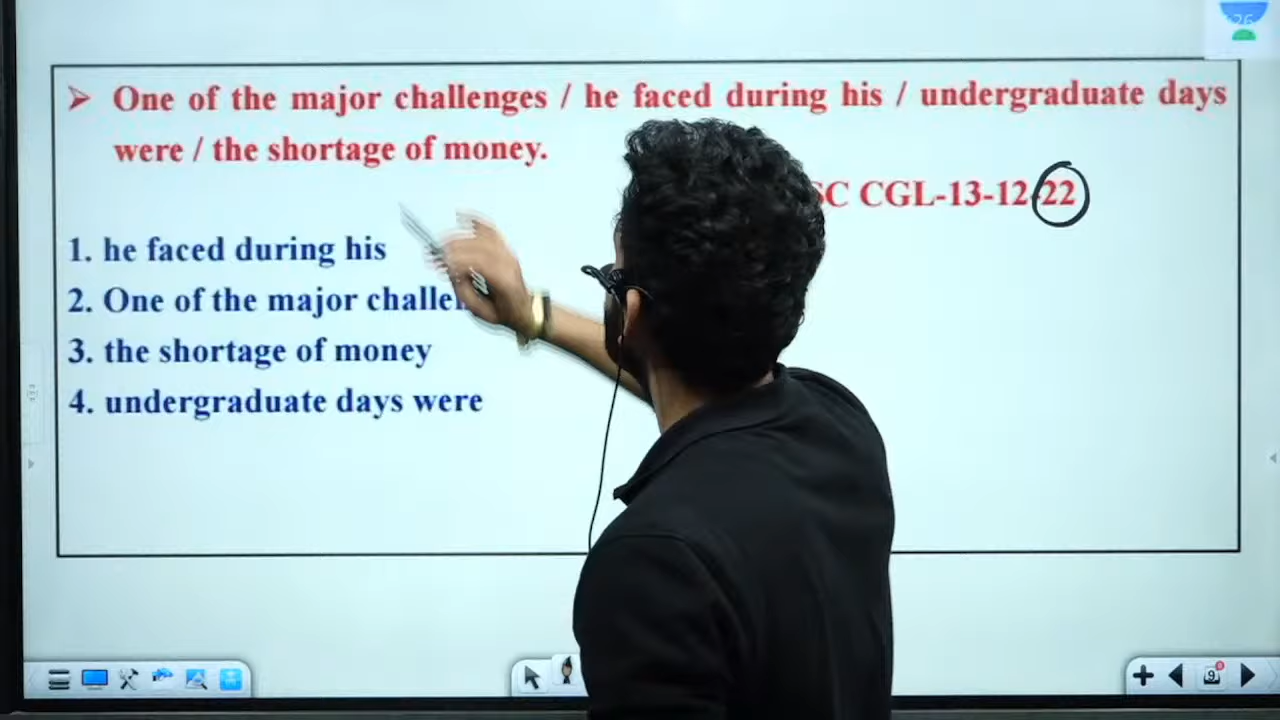 ➢ One of the major challenges / he faced during his / undergraduate days
were / the shortage of money.
CGL-13-12-22
1. he faced during his
2. One of the major
3. the shortage of money
4. undergraduate days were